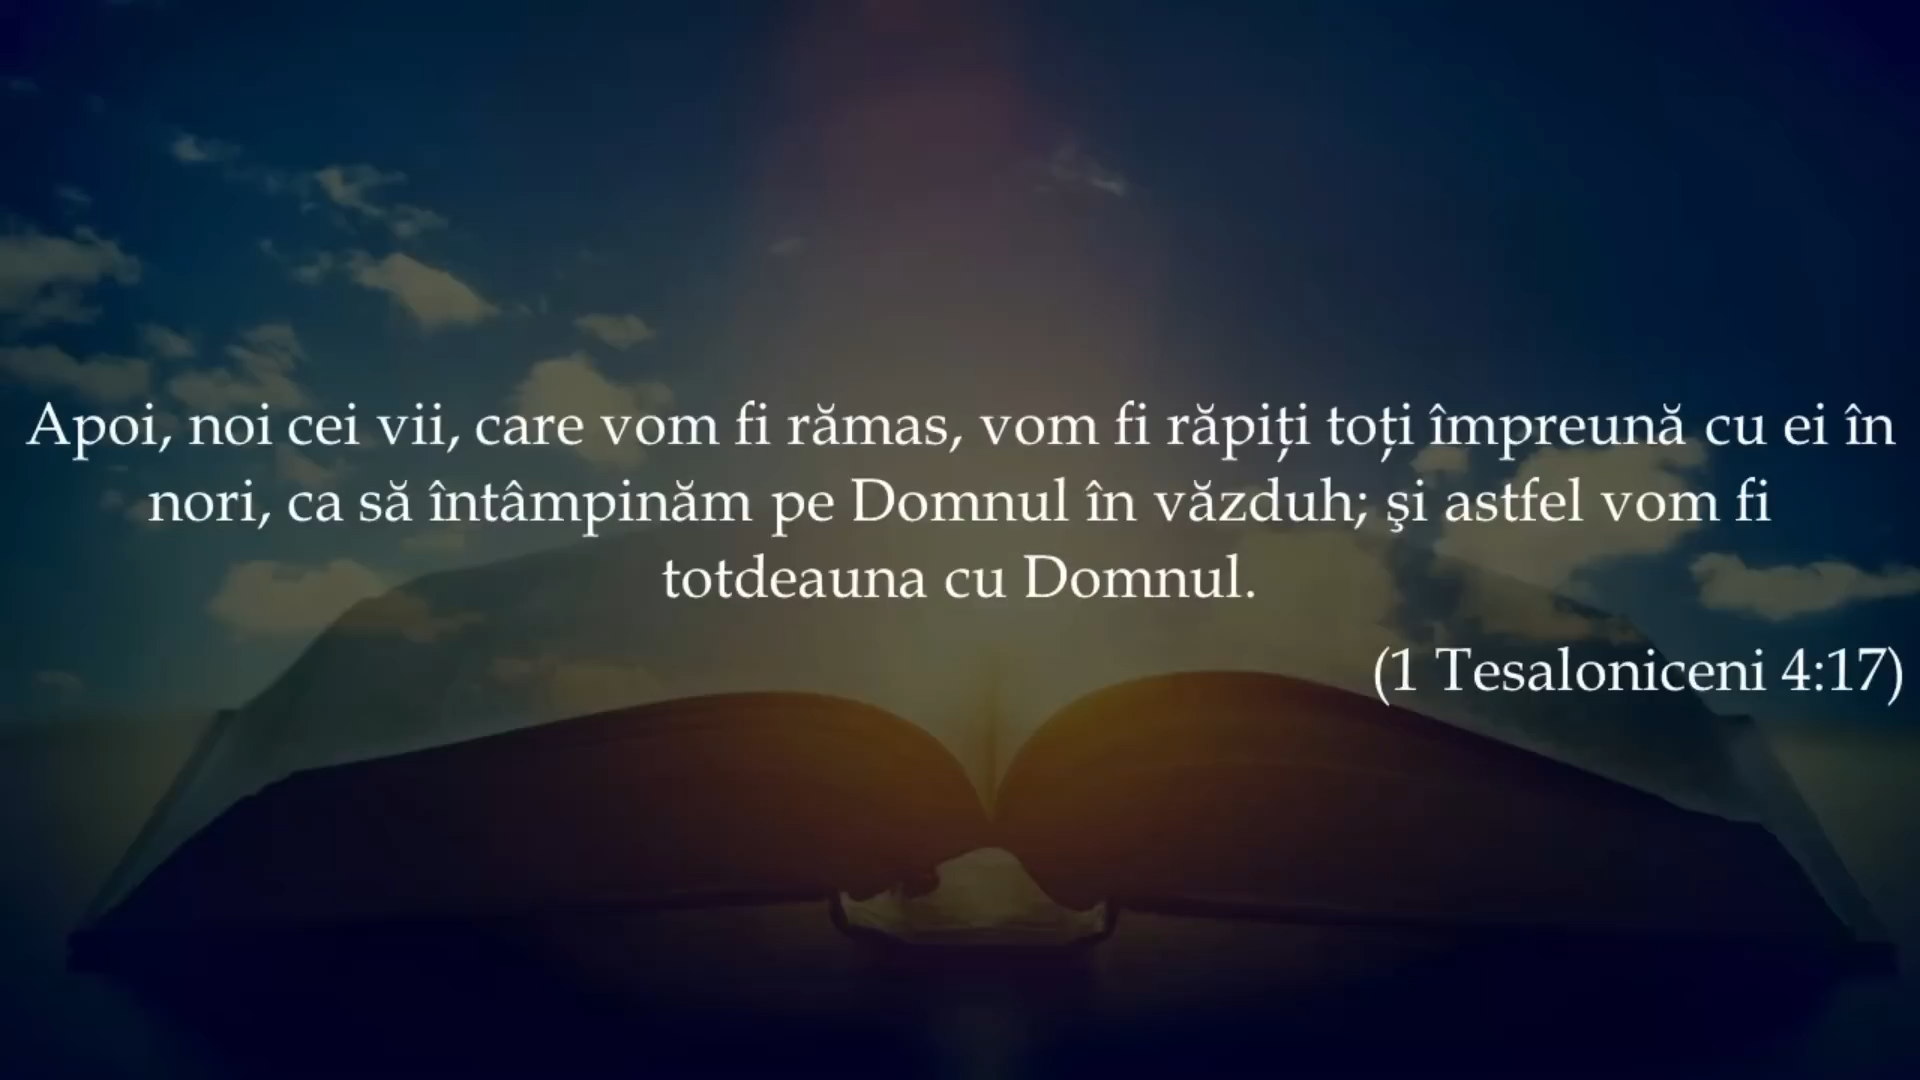 Apoi, noi cei vii, care vom fi rămas, vom fi răpiți toți împreună cu ei în
nori, ca să întâmpinăm pe Domnul în văzduh; şi astfel vom fi
totdeauna cu Domnul.
(1 Tesaloniceni 4:17)